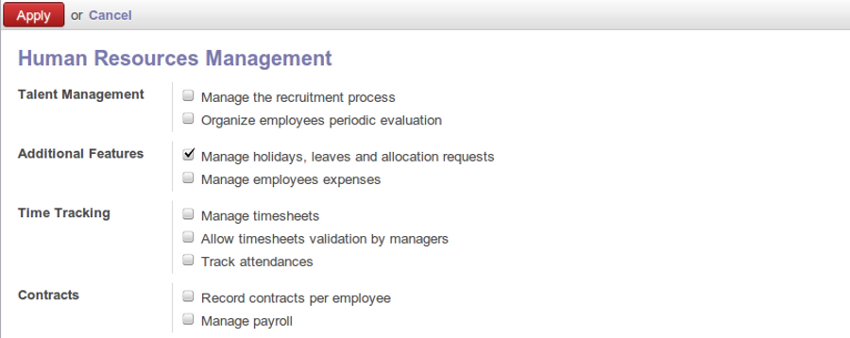 Apply or Cancel
Human Resources Management
Talent Management Manage the recruitment process
Organize employees periodic evaluation
Additional Features Manage holidays, leaves and allocation requests
Manage employees expenses
Time Tracking Manage timesheets
Allow timesheets validation by managers
Track attendances
Contracts Record contracts per employee
Manage payroll